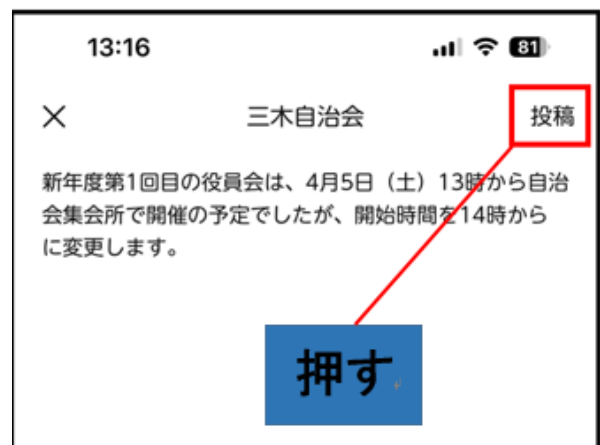 13:16 81
× 三木自治会 投稿
新年度第1回目の役員会は、4月5日（土）13時から自治
会集会所で開催の予定でしたが、開始時間を14時から
に変更します。
押す